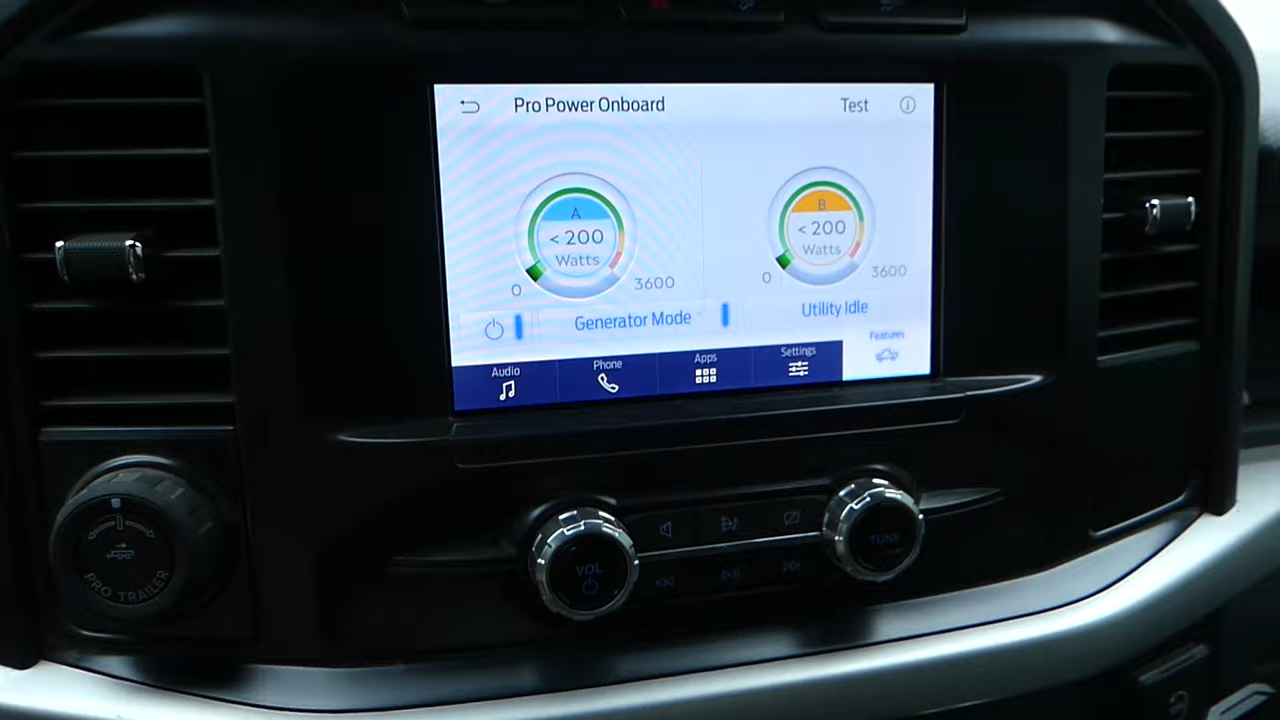 Pro Power Onboard
Test
A
< 200
Watts
0
3600
B
< 200
Watts
0
3600
Generator Mode
Utility Idle
Audio
Phone
Apps
Settings
Features
PRO TRAILER
VOL
TUNE